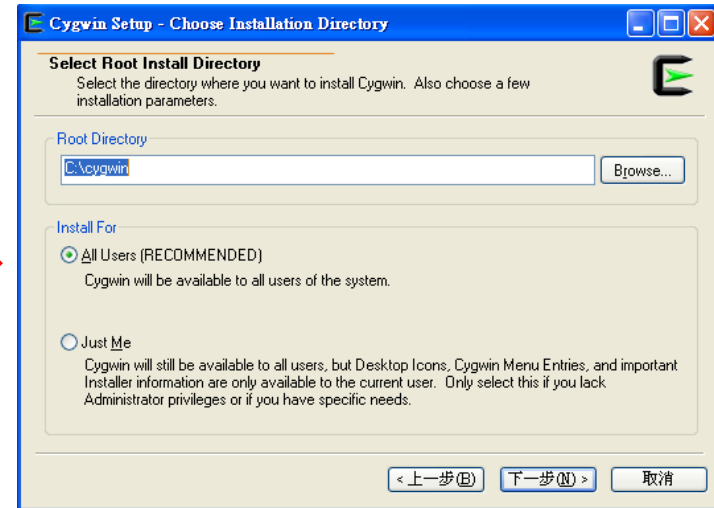 Cygwin Setup - Choose Installation Directory
Select Root Install Directory
Select the directory where you want to install Cygwin. Also choose a few
installation parameters.
Root Directory
C:\cygwin
Browse...
Install For
All Users (RECOMMENDED)
Cygwin will be available to all users of the system.
Just Me
Cygwin will still be available to all users, but Desktop Icons, Cygwin Menu Entries, and important
Installer information are only available to the current user. Only select this if you lack
Administrator privileges or if you have specific needs.
<上一步(B) 下一步(N)> 取消